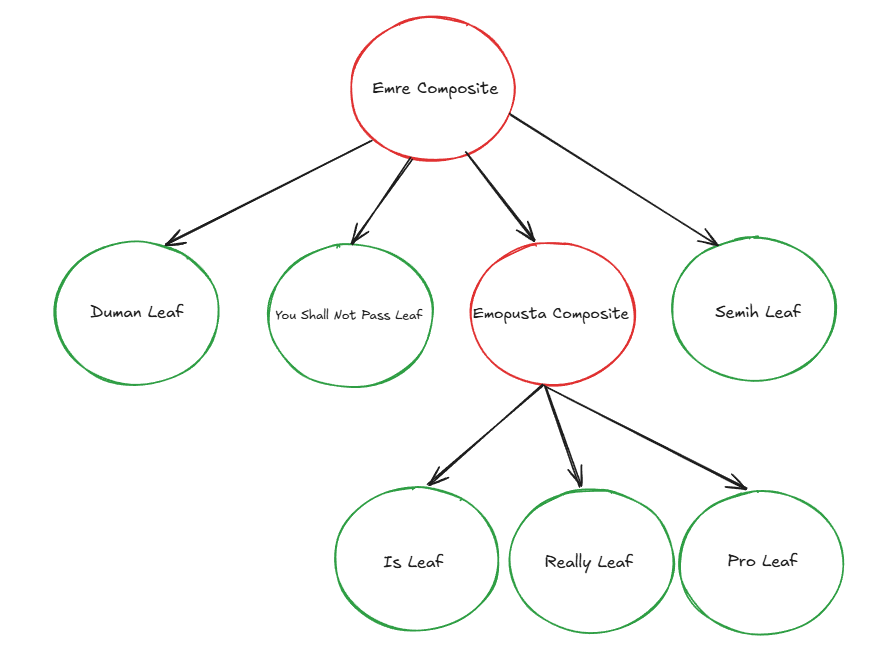 Emre Composite
Duman Leaf
You Shall Not Pass Leaf
Emopusta Composite
Semih Leaf
Is Leaf
Really Leaf
Pro Leaf